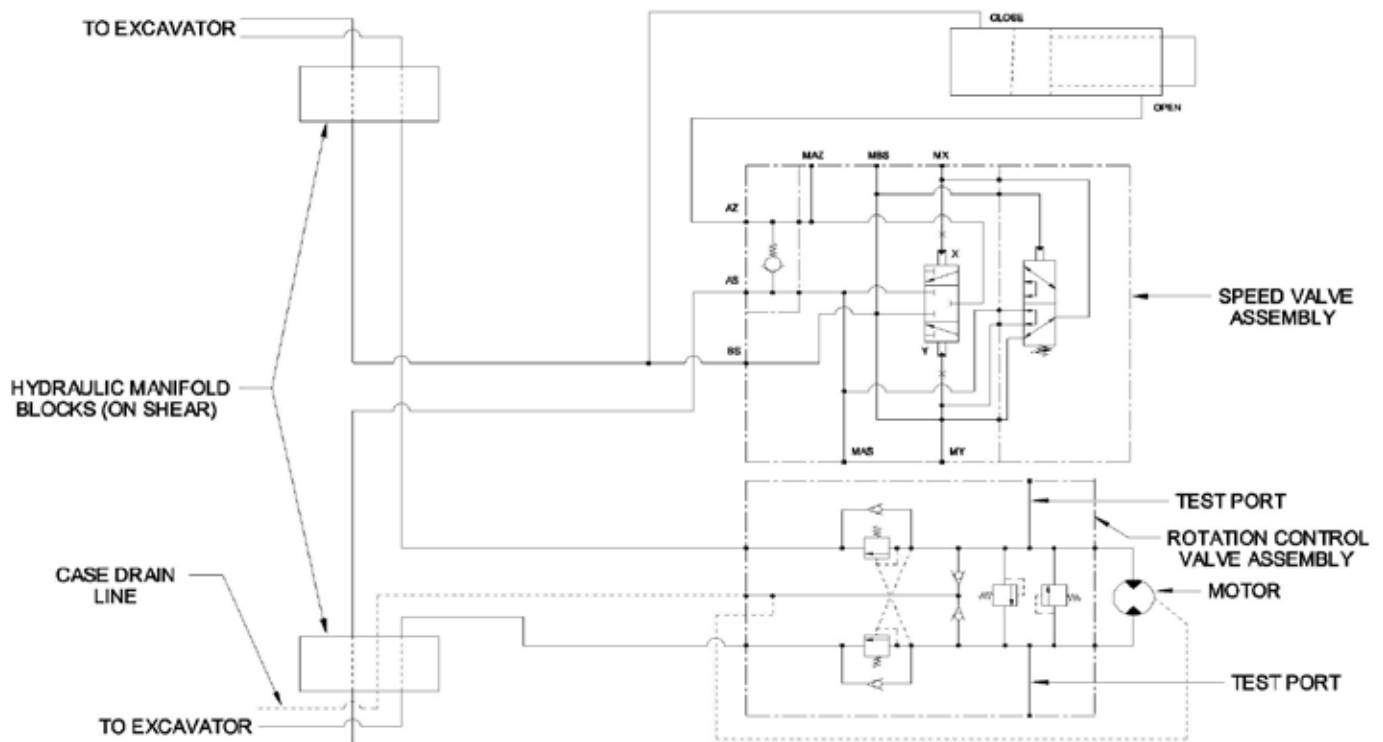 TO EXCAVATOR
CLOSE
OPEN
MAZ
MBS
MX
AZ
X
AS
SPEED VALVE
ASSEMBLY
Y
BS
HYDRAULIC MANIFOLD
BLOCKS (ON SHEAR)
MAS
MY
TEST PORT
ROTATION CONTROL
VALVE ASSEMBLY
CASE DRAIN
LINE
MOTOR
TEST PORT
TO EXCAVATOR